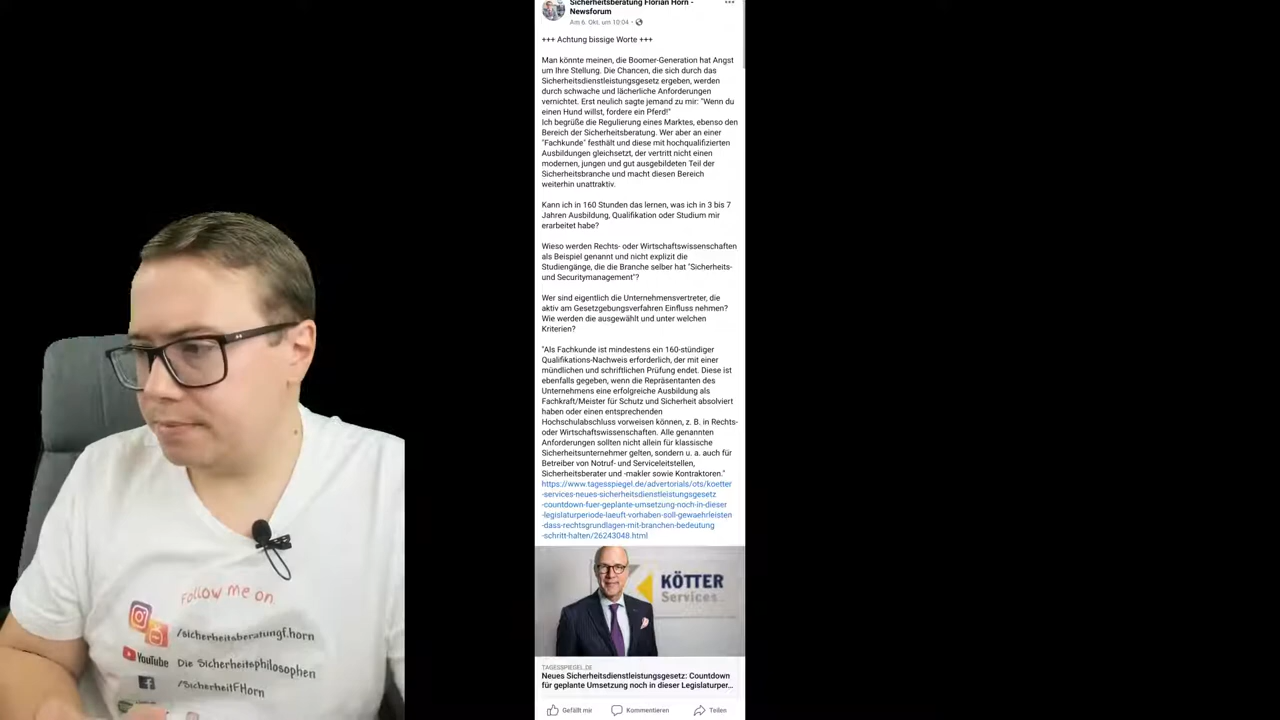 Sicherheitsberatung Florian Horn -
Newsforum
Am 6. Okt. um 10:04 ·
+++ Achtung bissige Worte +++
Man könnte meinen, die Boomer-Generation hat Angst
um Ihre Stellung. Die Chancen, die sich durch das
Sicherheitsdienstleistungsgesetz ergeben, werden
durch schwache und lächerliche Anforderungen
vernichtet. Erst neulich sagte jemand zu mir: "Wenn du
einen Hund willst, fordere ein Pferd!"
Ich begrüße die Regulierung eines Marktes, ebenso den
Bereich der Sicherheitsberatung. Wer aber an einer
"Fachkunde" festhält und diese mit hochqualifizierten
Ausbildungen gleichsetzt, der vertritt nicht einen
modernen, jungen und gut ausgebildeten Teil der
Sicherheitsbranche und macht diesen Bereich
weiterhin unattraktiv.
Kann ich in 160 Stunden das lernen, was ich in 3 bis 7
Jahren Ausbildung, Qualifikation oder Studium mir
erarbeitet habe?
Wieso werden Rechts- oder Wirtschaftswissenschaften
als Beispiel genannt und nicht explizit die
Studiengänge, die die Branche selber hat "Sicherheits-
und Securitymanagement"?
Wer sind eigentlich die Unternehmensvertreter, die
aktiv am Gesetzgebungsverfahren Einfluss nehmen?
Wie werden die ausgewählt und unter welchen
Kriterien?
"Als Fachkunde ist mindestens ein 160-stündiger
Qualifikations-Nachweis erforderlich, der mit einer
mündlichen und schriftlichen Prüfung endet. Diese ist
ebenfalls gegeben, wenn die Repräsentanten des
Unternehmens eine erfolgreiche Ausbildung als
Fachkraft/Meister für Schutz und Sicherheit absolviert
haben oder einen entsprechenden
Hochschulabschluss vorweisen können, z. B. in Rechts-
oder Wirtschaftswissenschaften. Alle genannten
Anforderungen sollten nicht allein für klassische
Sicherheitsunternehmer gelten, sondern u. a. auch für
Betreiber von Notruf- und Serviceleitstellen,
Sicherheitsberater und -makler sowie Kontraktoren."
https://www.tagesspiegel.de/advertorials/ots/koetter
-services-neues-sicherheitsdienstleistungsgesetz
-countdown-fuer-geplante-umsetzung-noch-in-dieser
-legislaturperiode-laeuft-vorhaben-soll-gewaehrleisten
-dass-rechtsgrundlagen-mit-branchen-bedeutung
-schritt-halten/26243048.html
KÖTTER
Services
TAGESSPIEGEL.DE
Neues Sicherheitsdienstleistungsgesetz: Countdown
für geplante Umsetzung noch in dieser Legislaturper...
Gefällt mir
Kommentieren
Teilen
Follow me on
/sicherheitsberatungf.horn
YouTube Die Sicherheitsphilosophen
/SicherheitFHorn